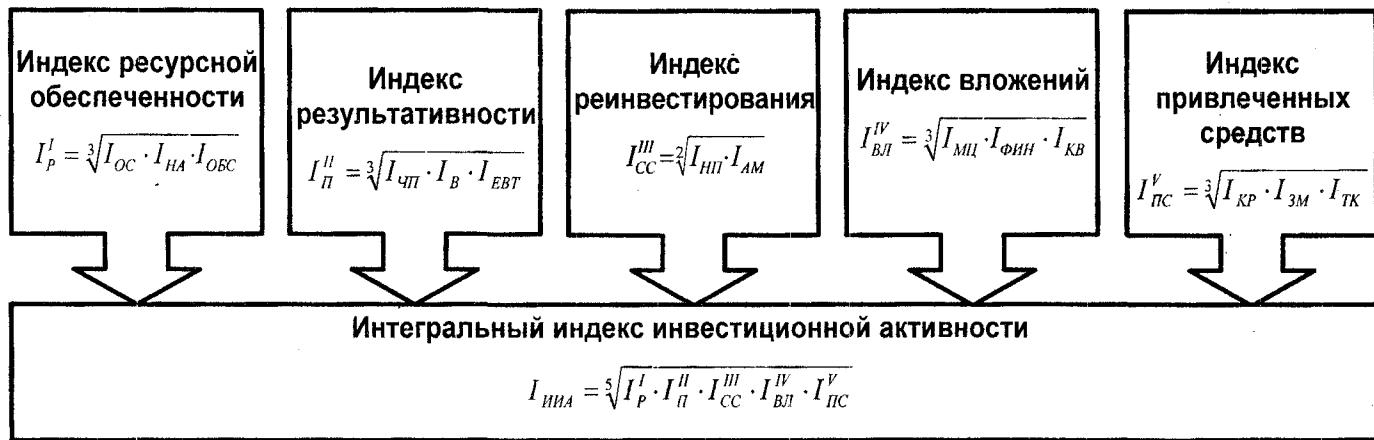 Индекс ресурсной
обеспеченности
I_Р^I = ∛(I_ОС · I_НА · I_ОБС)
Индекс
результативности
I_П^II = ∛(I_ЧП · I_В · I_ЕВТ)
Индекс
реинвестирования
I_СС^III = ²√(I_НП · I_АМ)
Индекс вложений
I_ВЛ^IV = ∛(I_МЦ · I_ФИН · I_КВ)
Индекс
привлеченных
средств
I_ПС^V = ∛(I_КР · I_ЗМ · I_ТК)
Интегральный индекс инвестиционной активности
I_ИИА = ⁵√(I_Р^I · I_П^II · I_СС^III · I_ВЛ^IV · I_ПС^V)